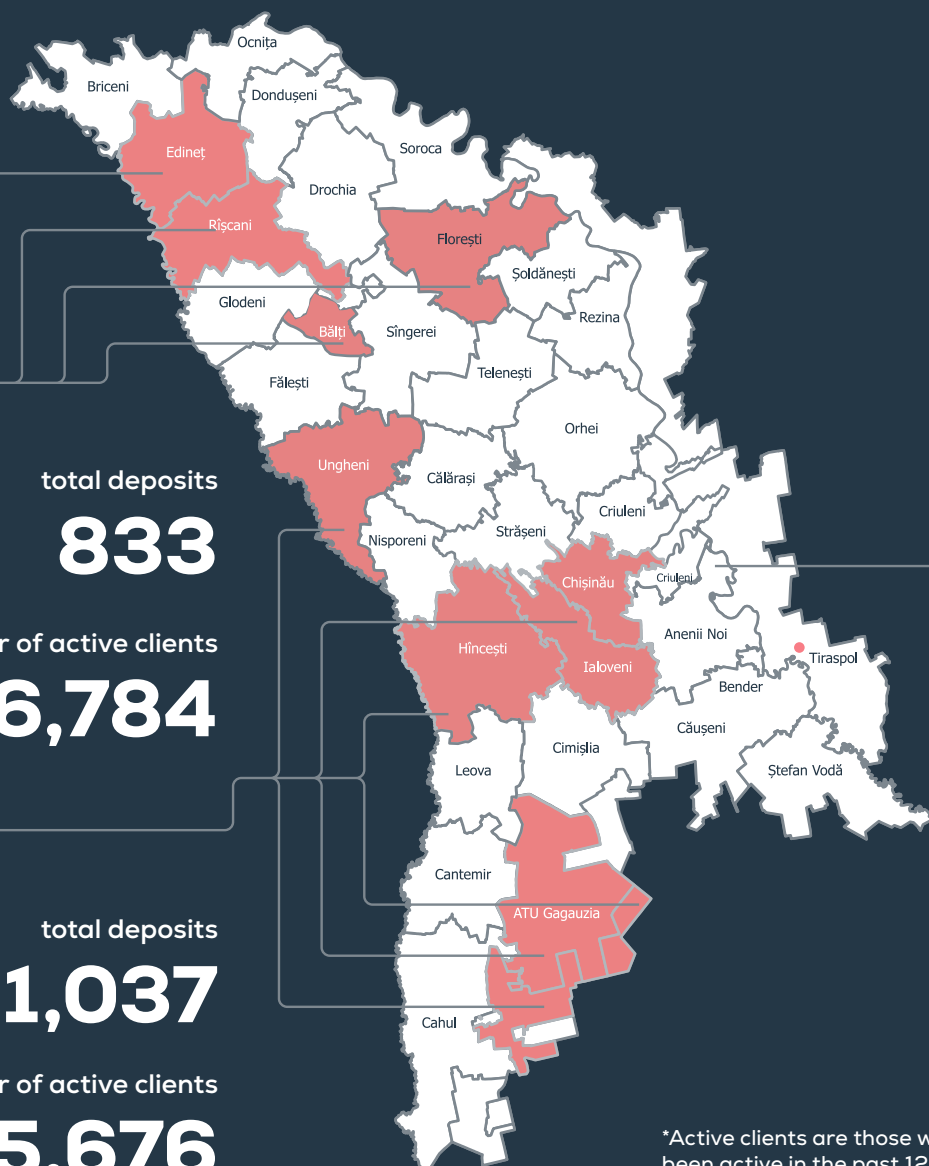 Ocnița
Briceni
Dondușeni
Edineț
Soroca
Drochia
Rîșcani
Florești
Șoldănești
Glodeni
Rezina
Bălți
Sîngerei
Telenești
Fălești
Orhei
Ungheni
Călărași
total deposits
833
Criuleni
Strășeni
Nisporeni
Chișinău
Criuleni
r of active clients
6,784
Anenii Noi
Hîncești
Ialoveni
Tiraspol
Bender
Căușeni
Cimișlia
Leova
Ștefan Vodă
Cantemir
ATU Gagauzia
total deposits
1,037
Cahul
r of active clients
5,676
*Active clients are those w
been active in the past 12